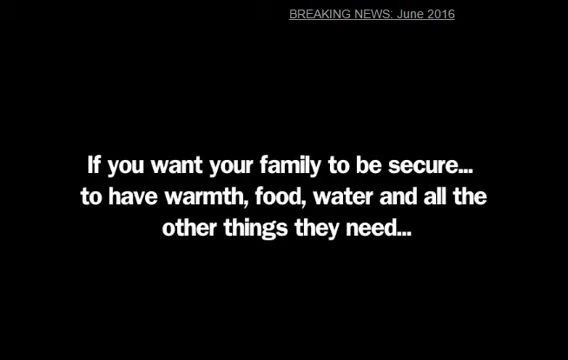 BREAKING NEWS: June 2016
If you want your family to be secure...
to have warmth, food, water and all the
other things they need...